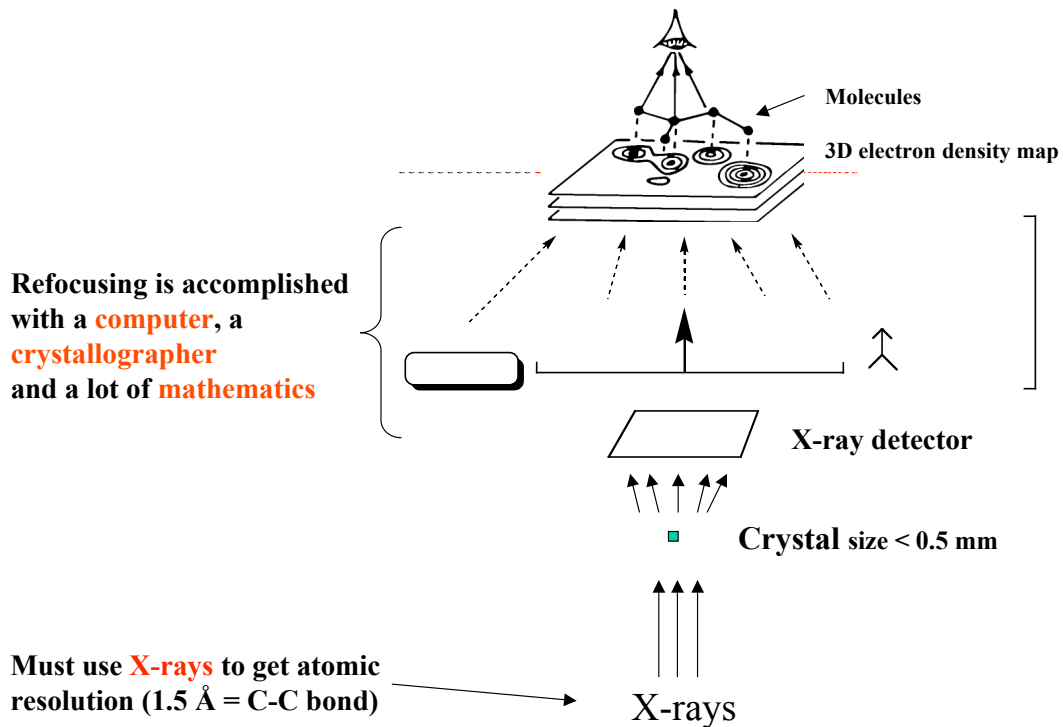 Molecules
3D electron density map
Refocusing is accomplished
with a computer, a
crystallographer
and a lot of mathematics
X-ray detector
Crystal size < 0.5 mm
Must use X-rays to get atomic
resolution (1.5 Å = C-C bond)
X-rays